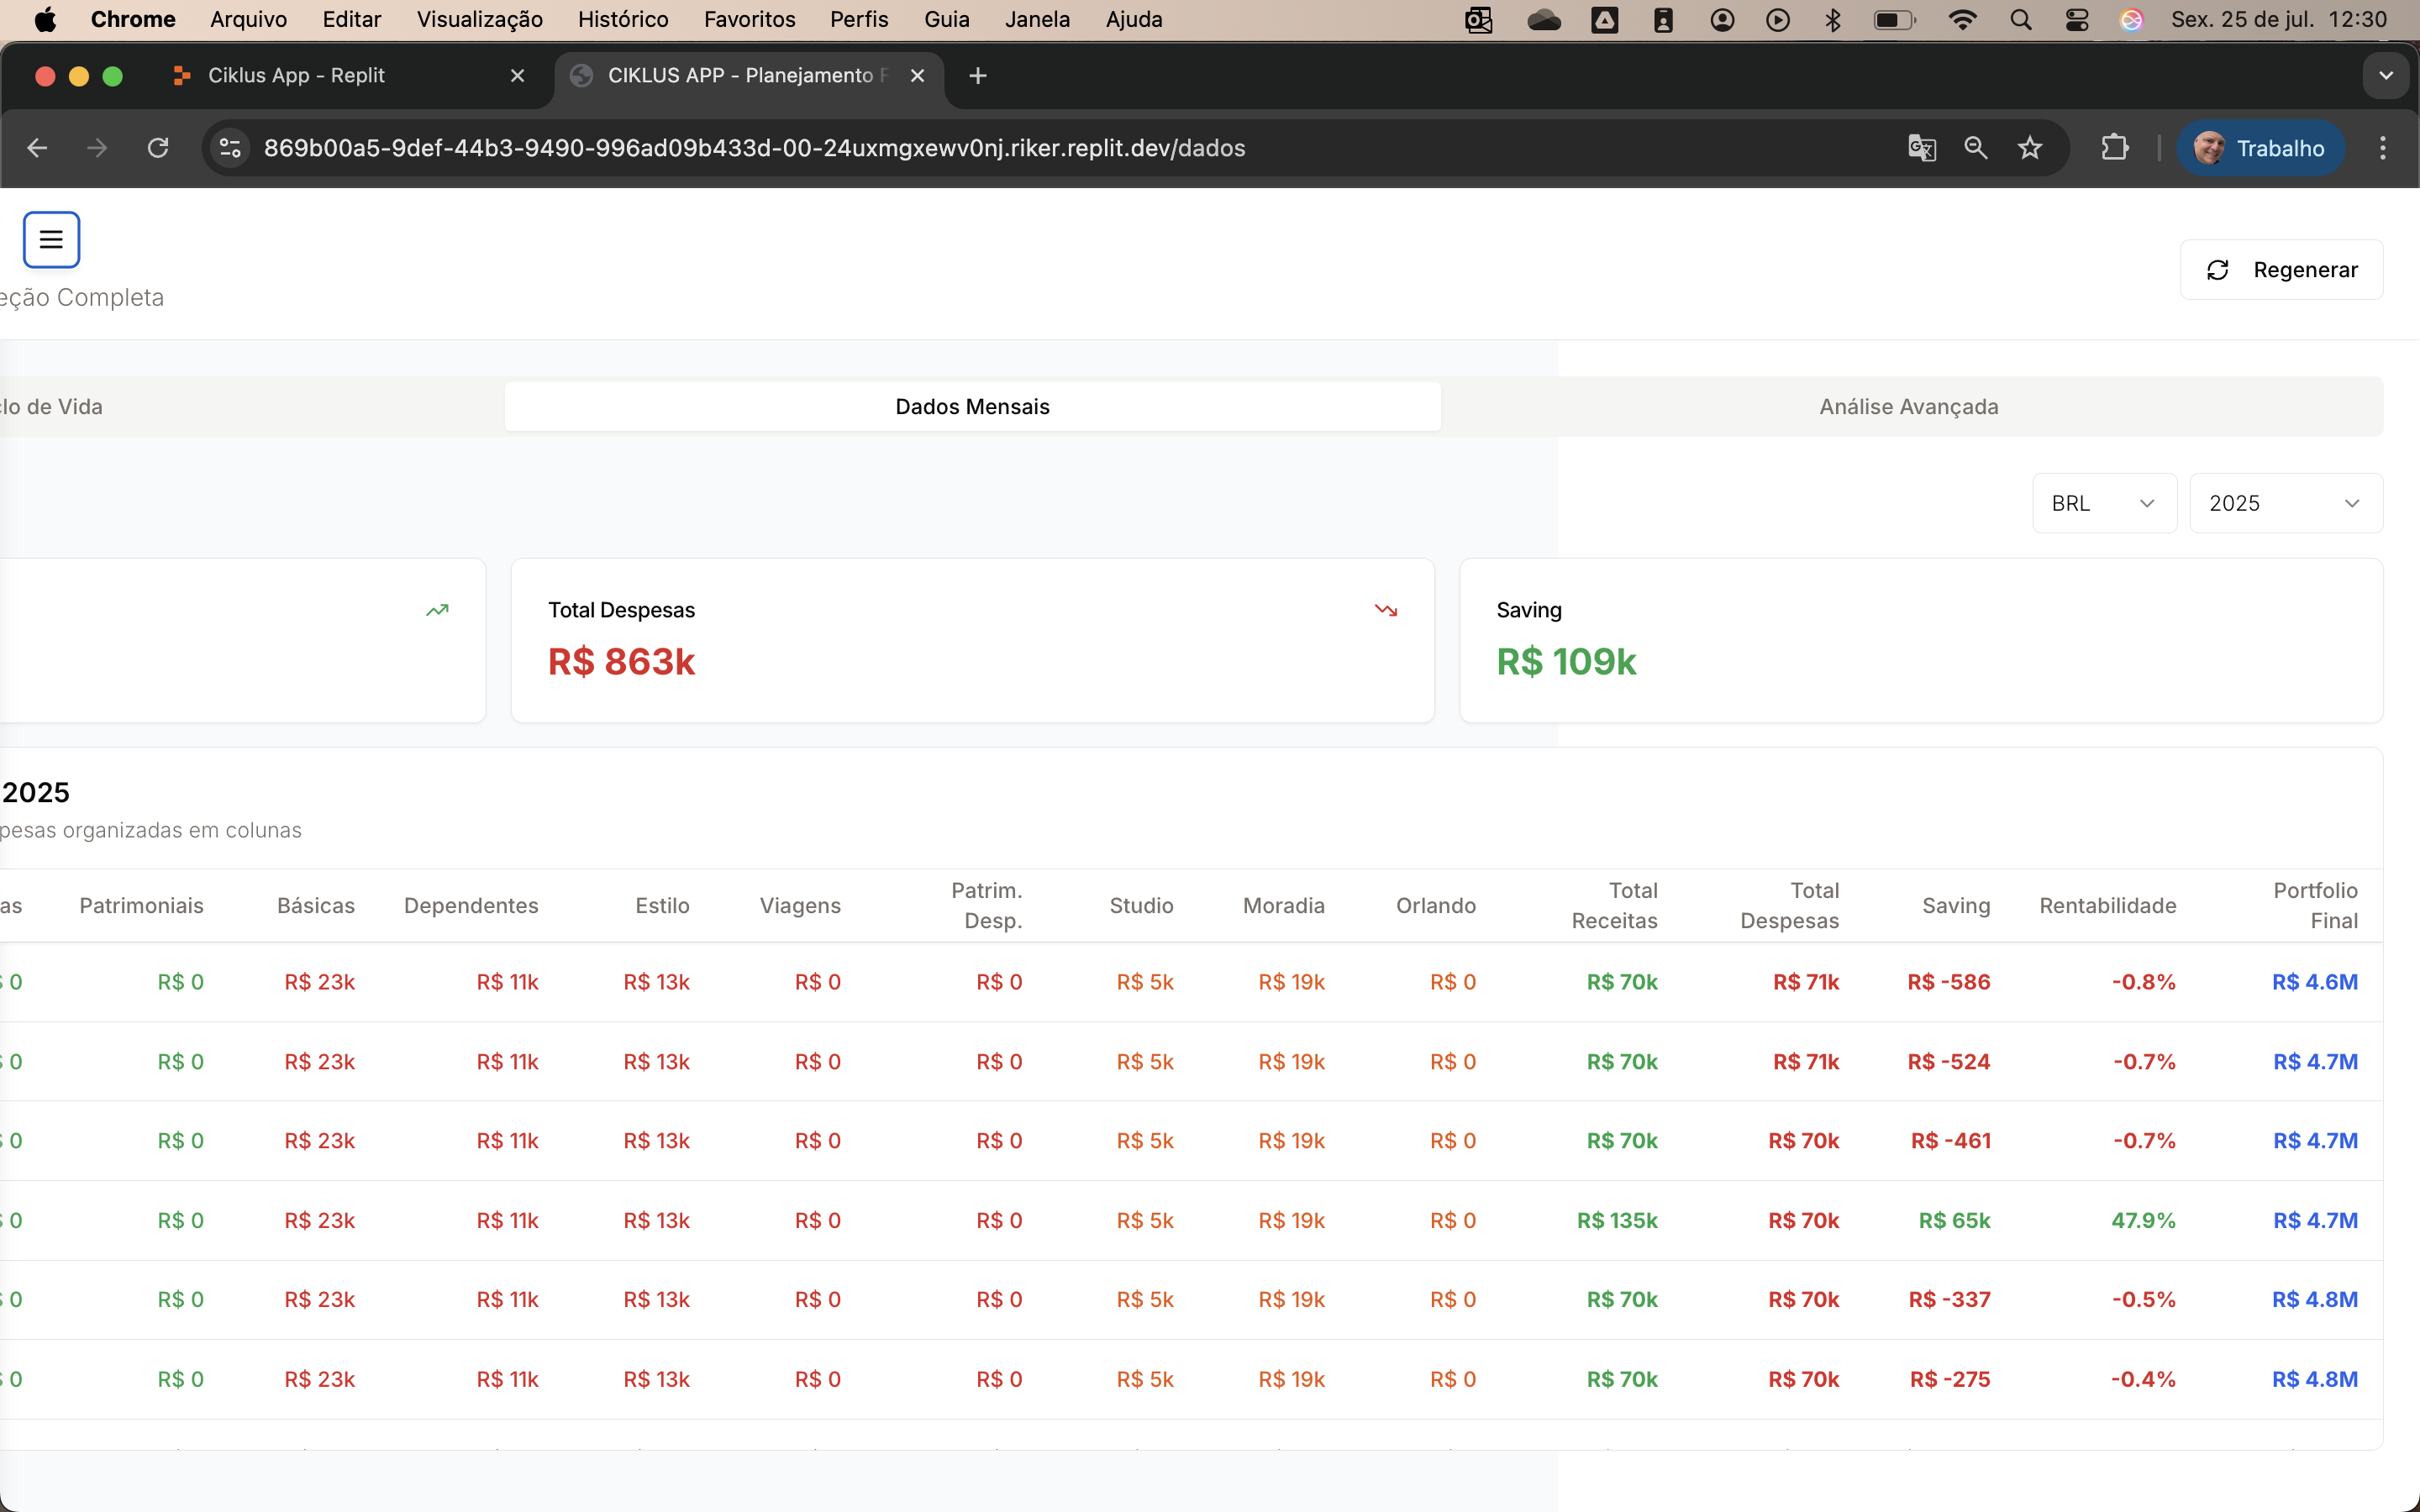 Chrome Arquivo Editar Visualização Histórico Favoritos Perfis Guia Janela Ajuda Sex. 25 de jul. 12:30
Ciklus App - Replit
CIKLUS APP - Planejamento F
869b00a5-9def-44b3-9490-996ad09b433d-00-24uxmgxewv0nj.riker.replit.dev/dados
Trabalho
eção Completa
Regenerar
clo de Vida Dados Mensais Análise Avançada
BRL 2025
Total Despesas
R$ 863k
Saving
R$ 109k
2025
pesas organizadas em colunas
as Patrimoniais Básicas Dependentes Estilo Viagens Patrim. Desp. Studio Moradia Orlando Total Receitas Total Despesas Saving Rentabilidade Portfolio Final
$ 0 R$ 0 R$ 23k R$ 11k R$ 13k R$ 0 R$ 0 R$ 5k R$ 19k R$ 0 R$ 70k R$ 71k R$ -586 -0.8% R$ 4.6M
$ 0 R$ 0 R$ 23k R$ 11k R$ 13k R$ 0 R$ 0 R$ 5k R$ 19k R$ 0 R$ 70k R$ 71k R$ -524 -0.7% R$ 4.7M
$ 0 R$ 0 R$ 23k R$ 11k R$ 13k R$ 0 R$ 0 R$ 5k R$ 19k R$ 0 R$ 70k R$ 70k R$ -461 -0.7% R$ 4.7M
$ 0 R$ 0 R$ 23k R$ 11k R$ 13k R$ 0 R$ 0 R$ 5k R$ 19k R$ 0 R$ 135k R$ 70k R$ 65k 47.9% R$ 4.7M
$ 0 R$ 0 R$ 23k R$ 11k R$ 13k R$ 0 R$ 0 R$ 5k R$ 19k R$ 0 R$ 70k R$ 70k R$ -337 -0.5% R$ 4.8M
$ 0 R$ 0 R$ 23k R$ 11k R$ 13k R$ 0 R$ 0 R$ 5k R$ 19k R$ 0 R$ 70k R$ 70k R$ -275 -0.4% R$ 4.8M